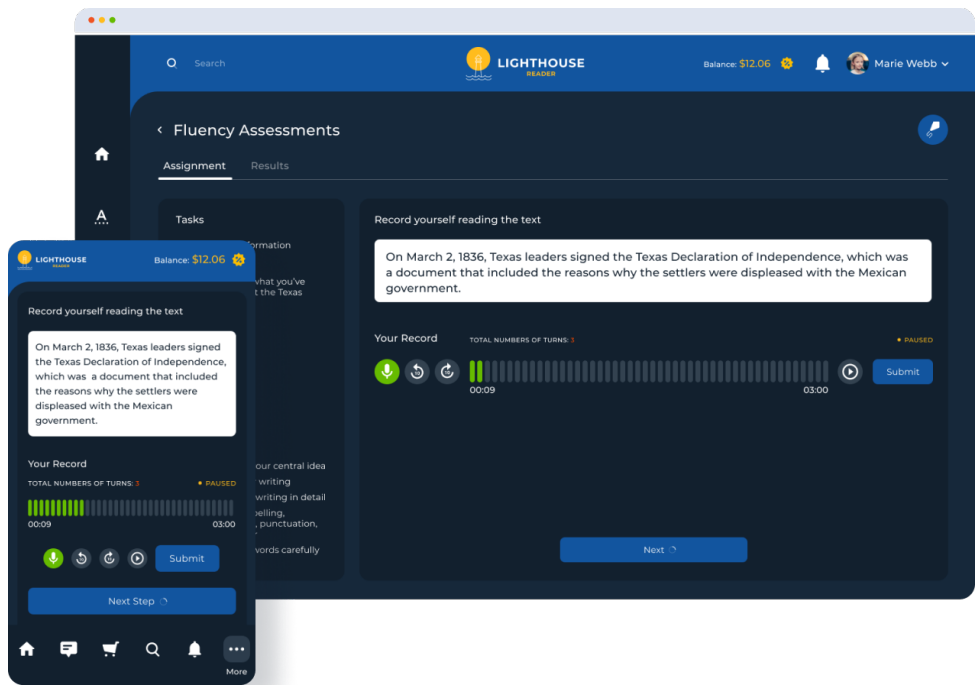 Search
LIGHTHOUSE
READER
Balance: $12.06
Marie Webb
Fluency Assessments
Assignment Results
A
Tasks
what you've
t the Texas
our central idea
writing
writing in detail
punctuation,
words carefully
Record yourself reading the text
On March 2, 1836, Texas leaders signed the Texas Declaration of Independence, which was
a document that included the reasons why the settlers were displeased with the Mexican
government.
Your Record TOTAL NUMBERS OF TURNS: 3 PAUSED
Submit
00:09 03:00
Next
LIGHTHOUSE
READER
Balance: $12.06
Record yourself reading the text
On March 2, 1836, Texas leaders signed
the Texas Declaration of Independence,
which was a document that included
the reasons why the settlers were
displeased with the Mexican
government.
Your Record
TOTAL NUMBERS OF TURNS: 3 PAUSED
00:09 03:00
Submit
Next Step
More